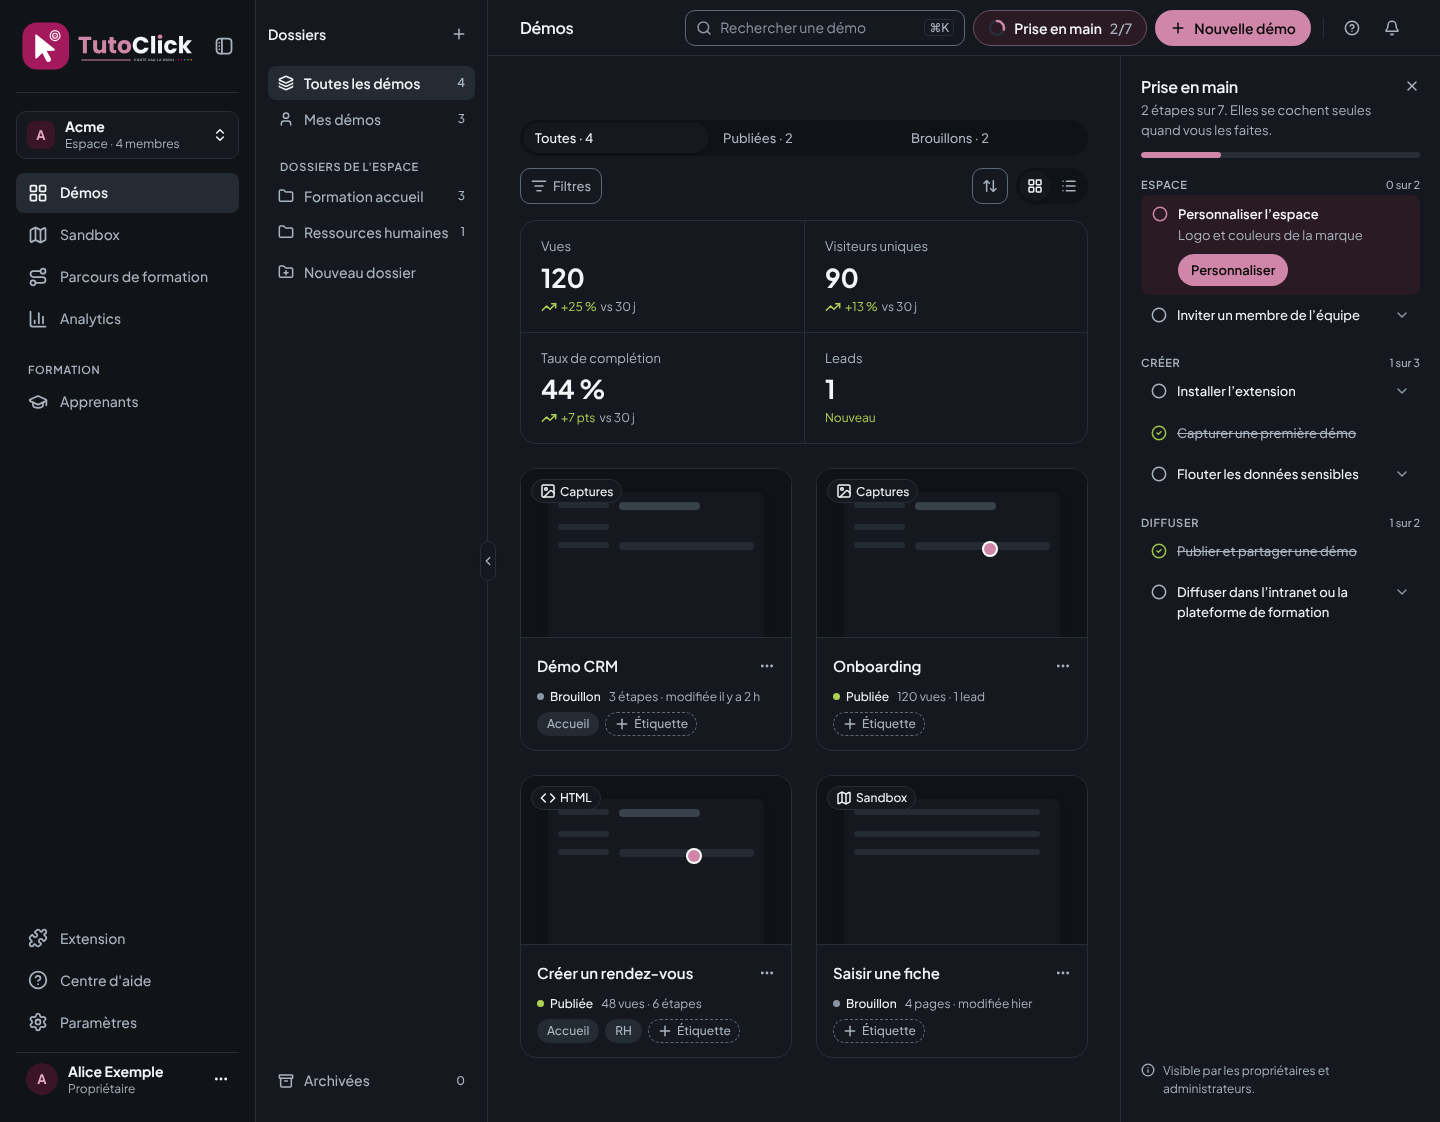 TutoClick
Acme
Espace · 4 membres
A
Démos
Sandbox
Parcours de formation
Analytics
FORMATION
Apprenants
Extension
Centre d'aide
Paramètres
A
Alice Exemple
Propriétaire
Dossiers
Toutes les démos 4
Mes démos 3
DOSSIERS DE L'ESPACE
Formation accueil 3
Ressources humaines 1
Nouveau dossier
Archivées 0
Démos
Rechercher une démo ⌘K
Prise en main 2/7
Nouvelle démo
Toutes · 4
Publiées · 2
Brouillons · 2
Filtres
Vues
120
+25 % vs 30 j
Visiteurs uniques
90
+13 % vs 30 j
Taux de complétion
44 %
+7 pts vs 30 j
Leads
1
Nouveau
Captures
Démo CRM
Brouillon 3 étapes · modifiée il y a 2 h
Accueil
Étiquette
Captures
Onboarding
Publiée 120 vues · 1 lead
Étiquette
HTML
Créer un rendez-vous
Publiée 48 vues · 6 étapes
Accueil
RH
Étiquette
Sandbox
Saisir une fiche
Brouillon 4 pages · modifiée hier
Étiquette
Prise en main
2 étapes sur 7. Elles se cochent seules
quand vous les faites.
ESPACE 0 sur 2
Personnaliser l’espace
Logo et couleurs de la marque
Personnaliser
Inviter un membre de l’équipe
CRÉER 1 sur 3
Installer l’extension
Capturer une première démo
Flouter les données sensibles
DIFFUSER 1 sur 2
Publier et partager une démo
Diffuser dans l’intranet ou la
plateforme de formation
Visible par les propriétaires et
administrateurs.